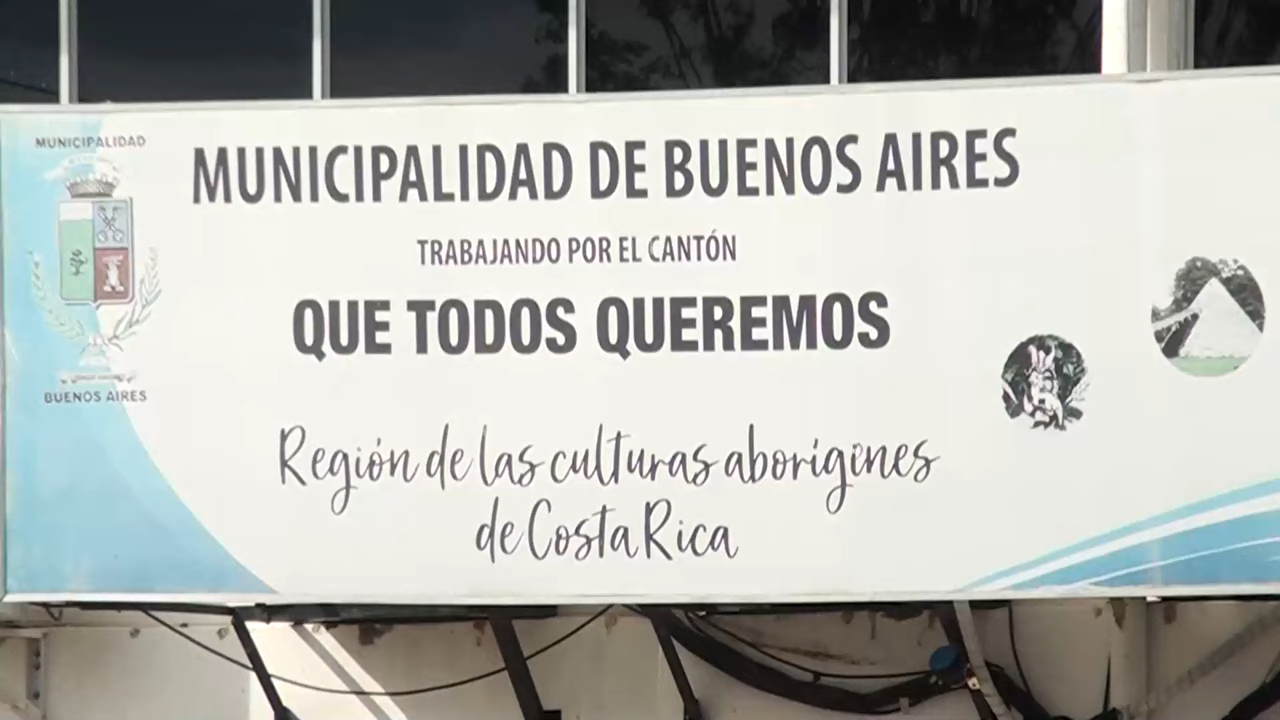 MUNICIPALIDAD
MUNICIPALIDAD DE BUENOS AIRES
TRABAJANDO POR EL CANTÓN
QUE TODOS QUEREMOS
BUENOS AIRES
Región de las culturas aborígenes
de Costa Rica